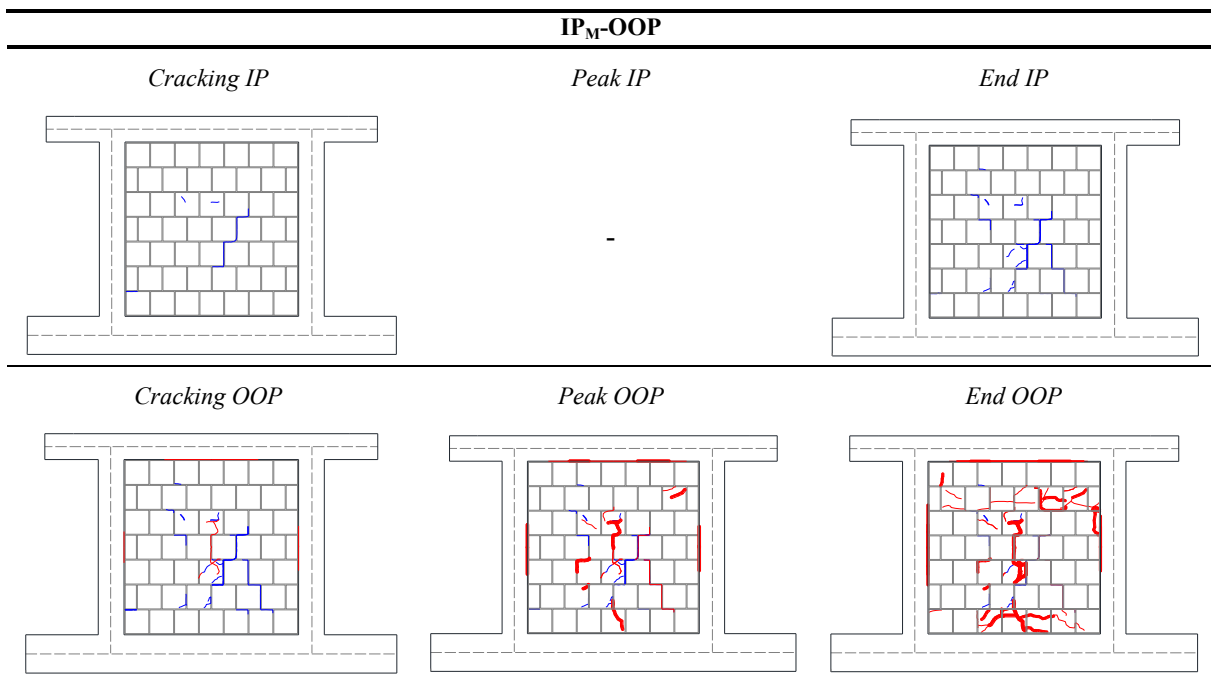 IPM-OOP
Cracking IP Peak IP End IP
-
Cracking OOP Peak OOP End OOP